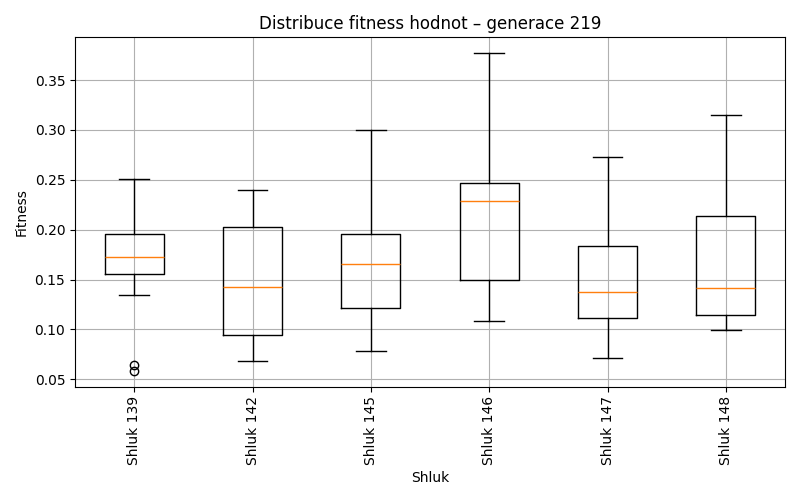 Distribuce fitness hodnot – generace 219
Fitness
0.35
0.30
0.25
0.20
0.15
0.10
0.05
Shluk 139
Shluk 142
Shluk 145
Shluk 146
Shluk 147
Shluk 148
Shluk